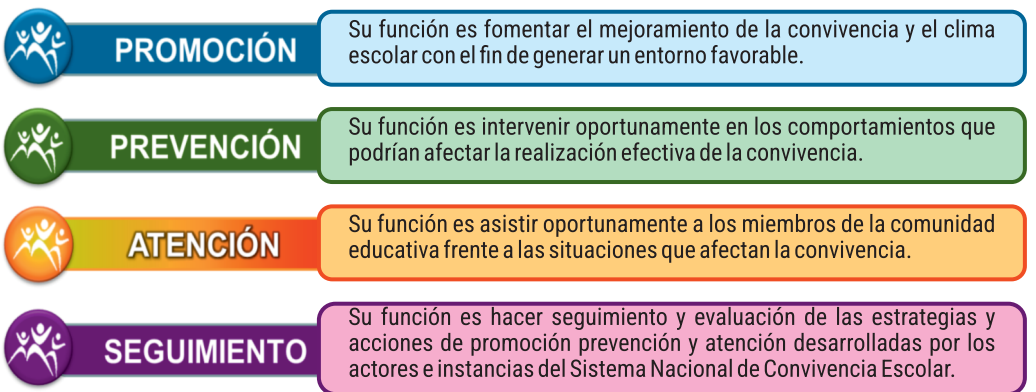 PROMOCIÓN
Su función es fomentar el mejoramiento de la convivencia y el clima
escolar con el fin de generar un entorno favorable.
PREVENCIÓN
Su función es intervenir oportunamente en los comportamientos que
podrían afectar la realización efectiva de la convivencia.
ATENCIÓN
Su función es asistir oportunamente a los miembros de la comunidad
educativa frente a las situaciones que afectan la convivencia.
SEGUIMIENTO
Su función es hacer seguimiento y evaluación de las estrategias y
acciones de promoción prevención y atención desarrolladas por los
actores e instancias del Sistema Nacional de Convivencia Escolar.